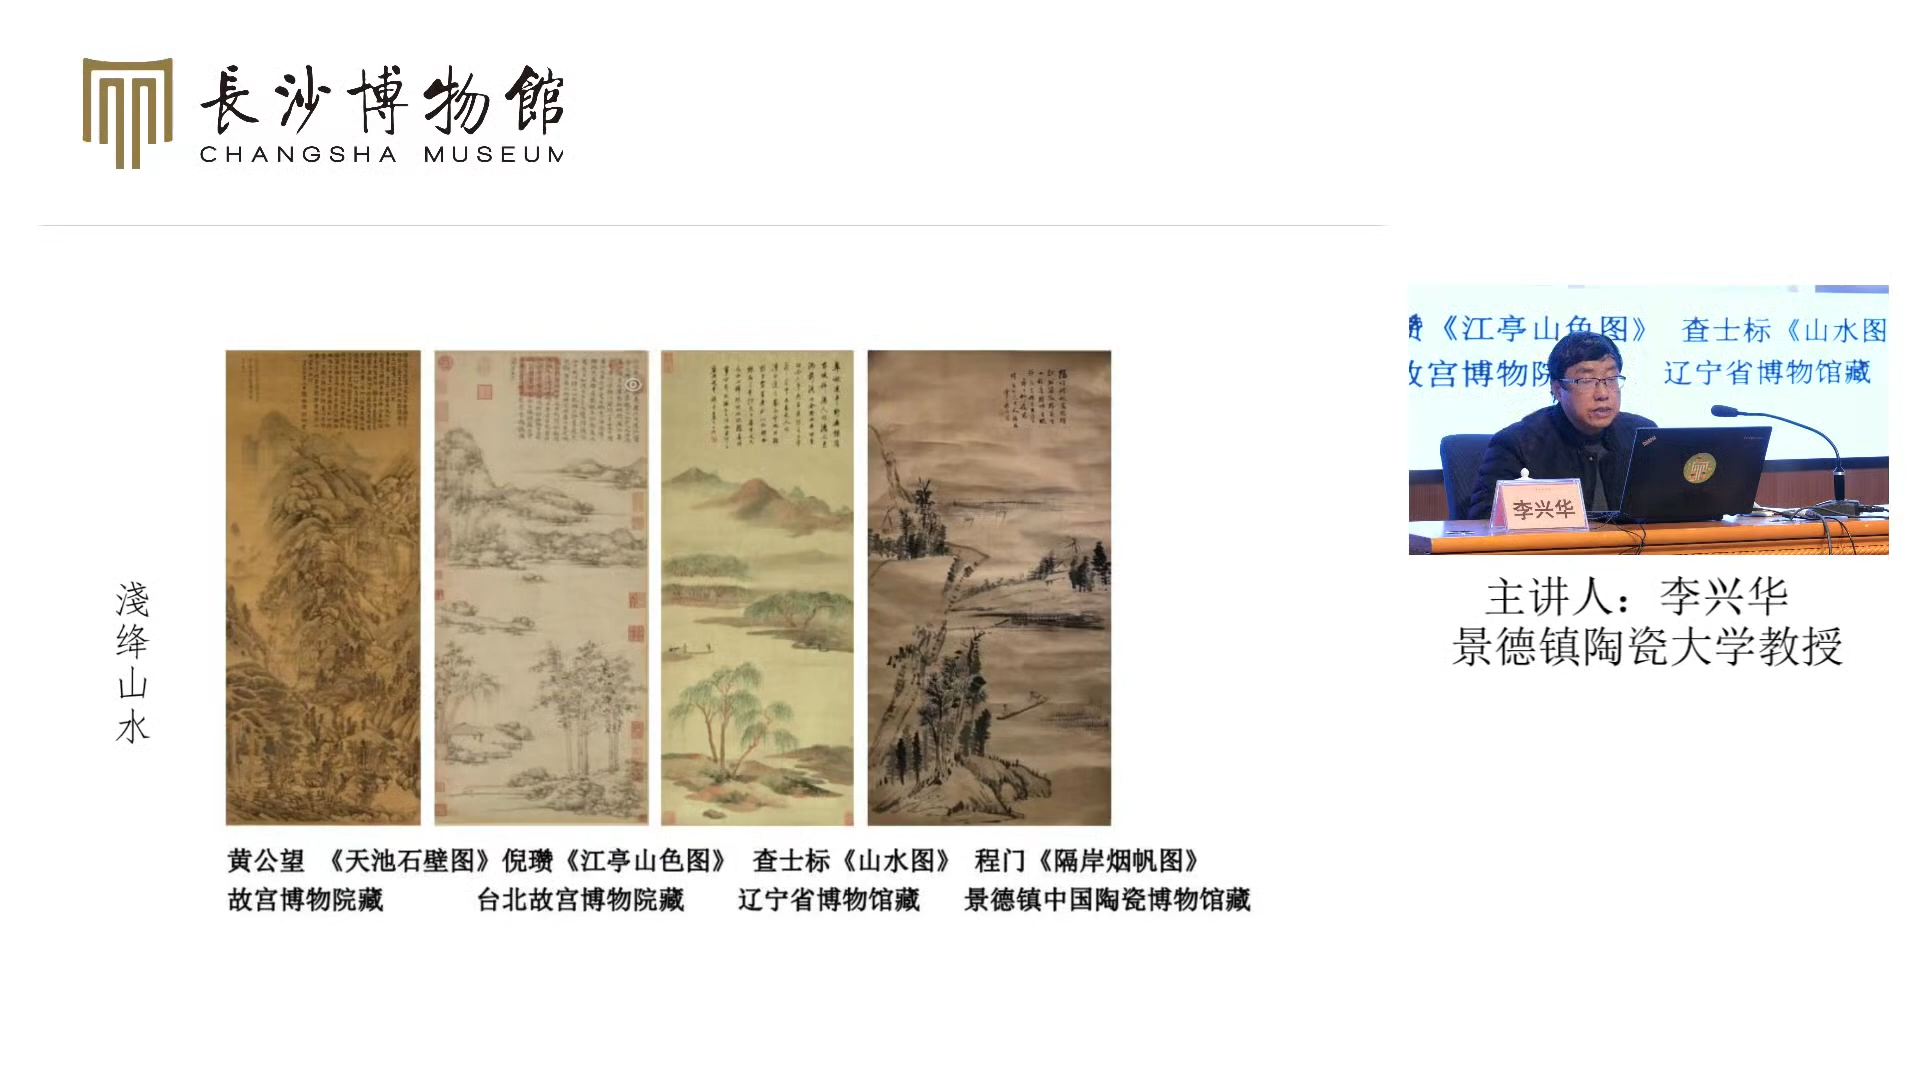 長沙博物館
CHANGSHA MUSEUM
淺绛山水
黄公望 《天池石壁图》倪瓒《江亭山色图》 查士标《山水图》 程门《隔岸烟帆图》
故宫博物院藏 台北故宫博物院藏 辽宁省博物馆藏 景德镇中国陶瓷博物馆藏
《江亭山色图》 查士标《山水图
故宫博物院 辽宁省博物馆藏
ThinkPad
李兴华
主讲人：李兴华
景德镇陶瓷大学教授